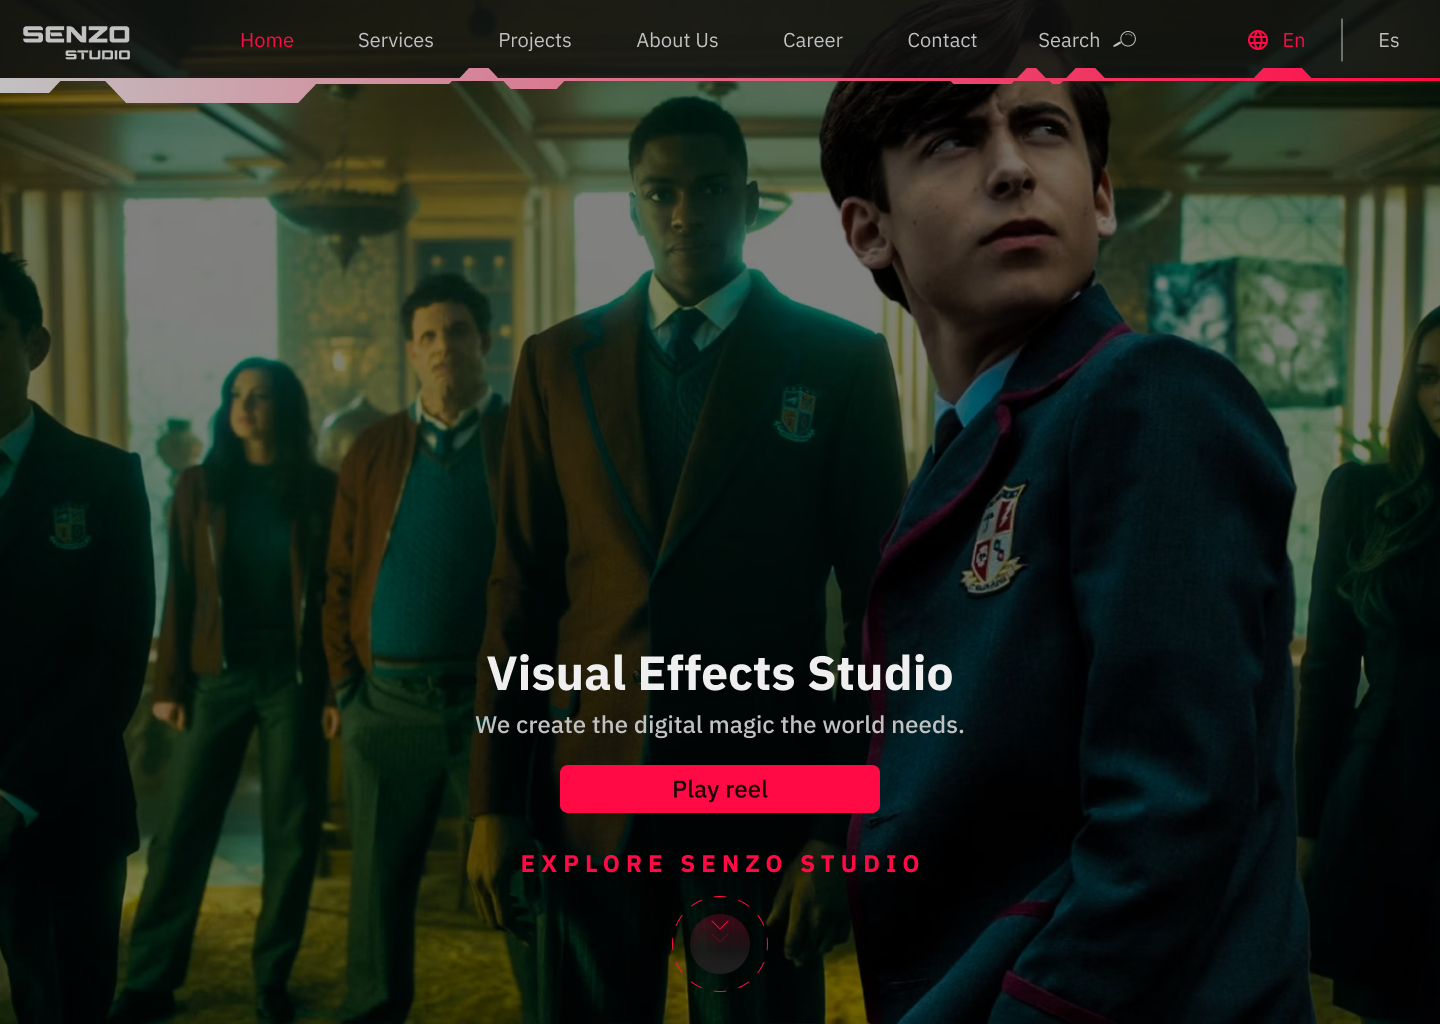 SENZO
STUDIO
Home
Services
Projects
About Us
Career
Contact
Search
En
Es
Visual Effects Studio
We create the digital magic the world needs.
Play reel
EXPLORE SENZO STUDIO